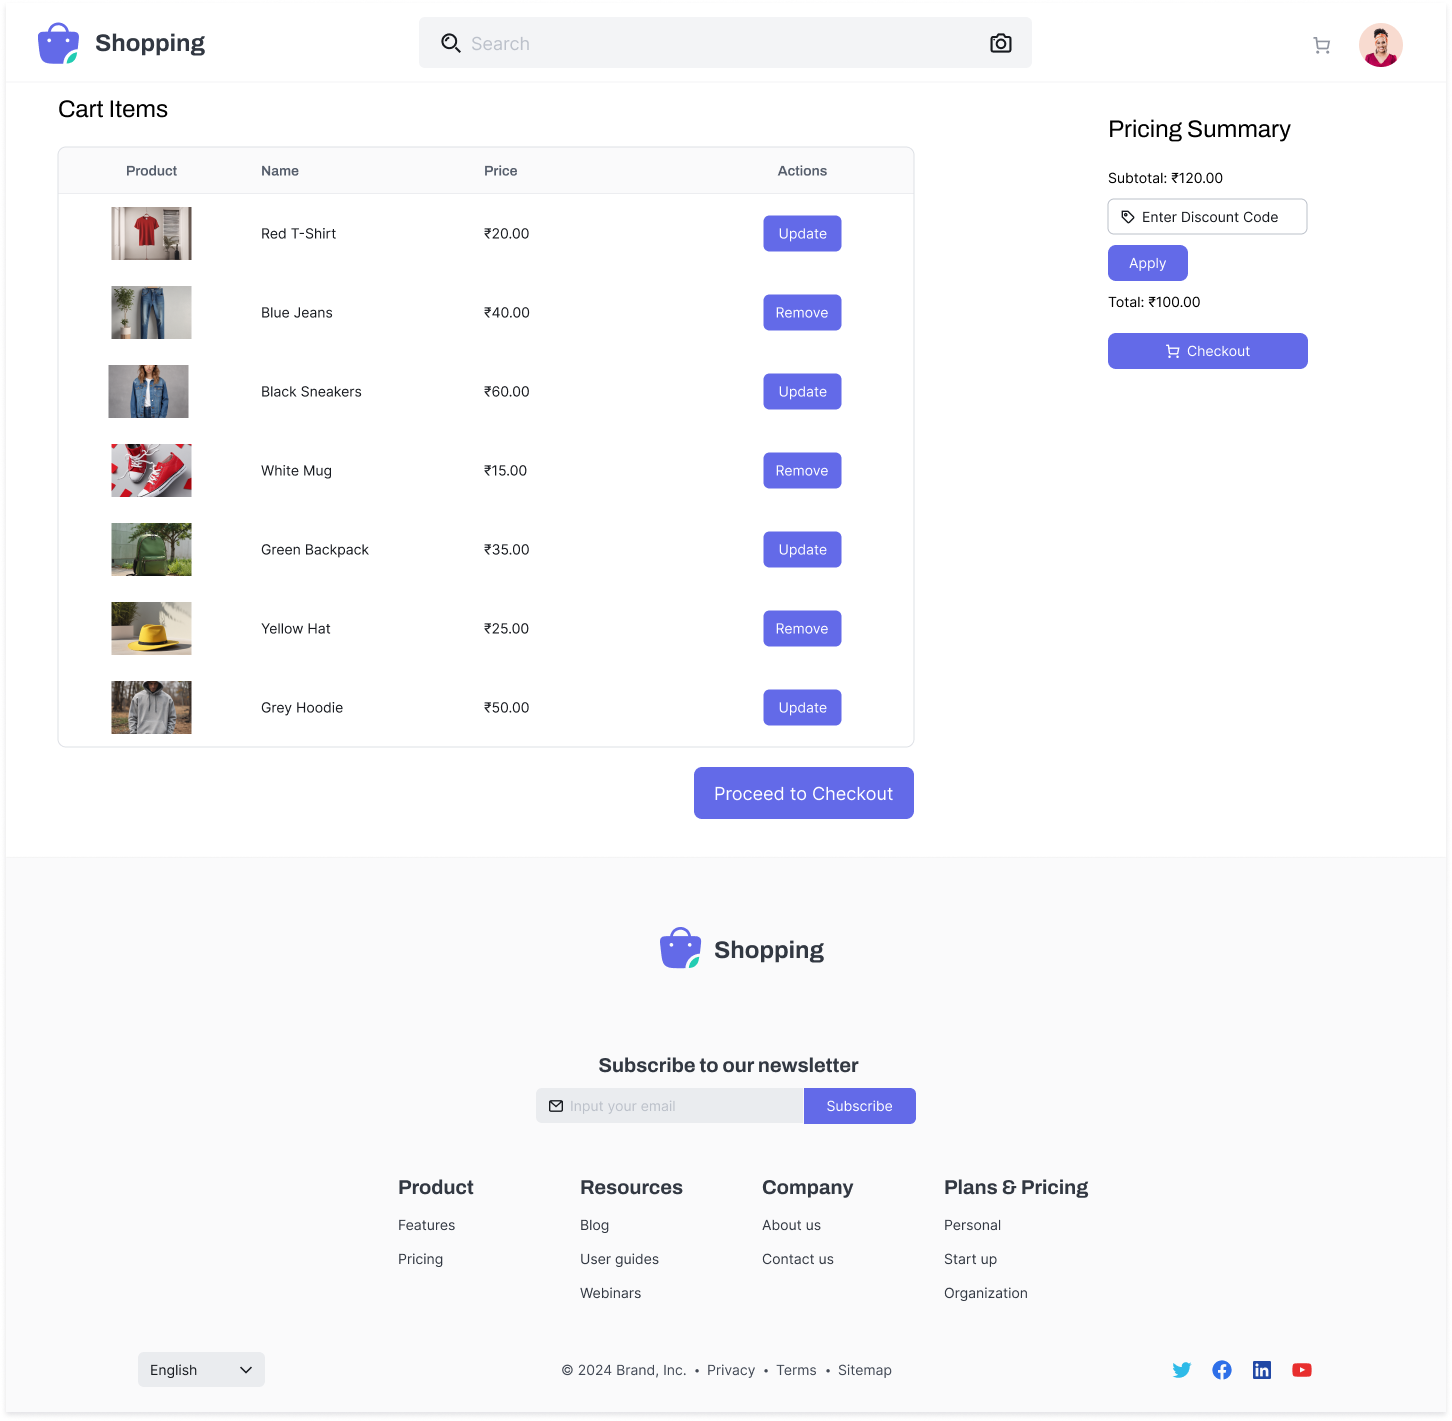 Shopping
Search
Cart Items
Product Name Price Actions
Red T-Shirt ₹20.00 Update
Blue Jeans ₹40.00 Remove
Black Sneakers ₹60.00 Update
White Mug ₹15.00 Remove
Green Backpack ₹35.00 Update
Yellow Hat ₹25.00 Remove
Grey Hoodie ₹50.00 Update
Proceed to Checkout
Pricing Summary
Subtotal: ₹120.00
Enter Discount Code
Apply
Total: ₹100.00
Checkout
Shopping
Subscribe to our newsletter
Input your email Subscribe
Product
Features
Pricing
Resources
Blog
User guides
Webinars
Company
About us
Contact us
Plans & Pricing
Personal
Start up
Organization
English
© 2024 Brand, Inc. • Privacy • Terms • Sitemap